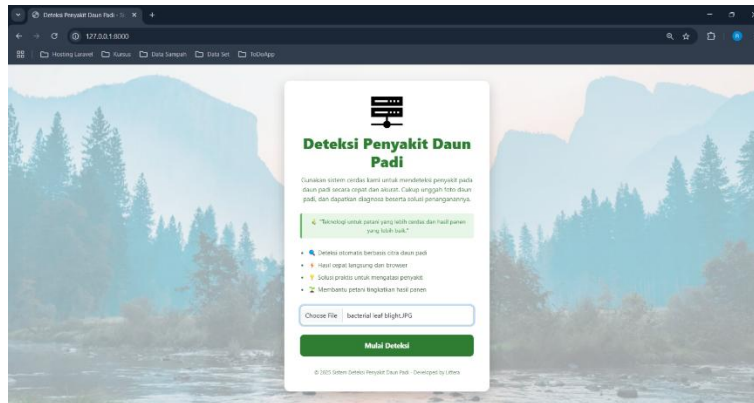 Deteksi Penyakit Daun Padi - Si
127.0.0.1:8000
Hosting Laravel
Kursus
Data Sampah
Data Set
ToDoApp
Deteksi Penyakit Daun
Padi
Gunakan sistem cerdas kami untuk mendeteksi penyakit pada
daun padi secara cepat dan akurat. Cukup unggah foto daun
padi, dan dapatkan diagnosa beserta solusi penanganannya.
"Teknologi untuk petani yang lebih cerdas dan hasil panen
yang lebih baik."
Deteksi otomatis berbasis citra daun padi
Hasil cepat langsung dari browser
Solusi praktis untuk mengatasi penyakit
Membantu petani tingkatkan hasil panen
Choose File
bacterial leaf blight.JPG
Mulai Deteksi
© 2025 Sistem Deteksi Penyakit Daun Padi - Developed by